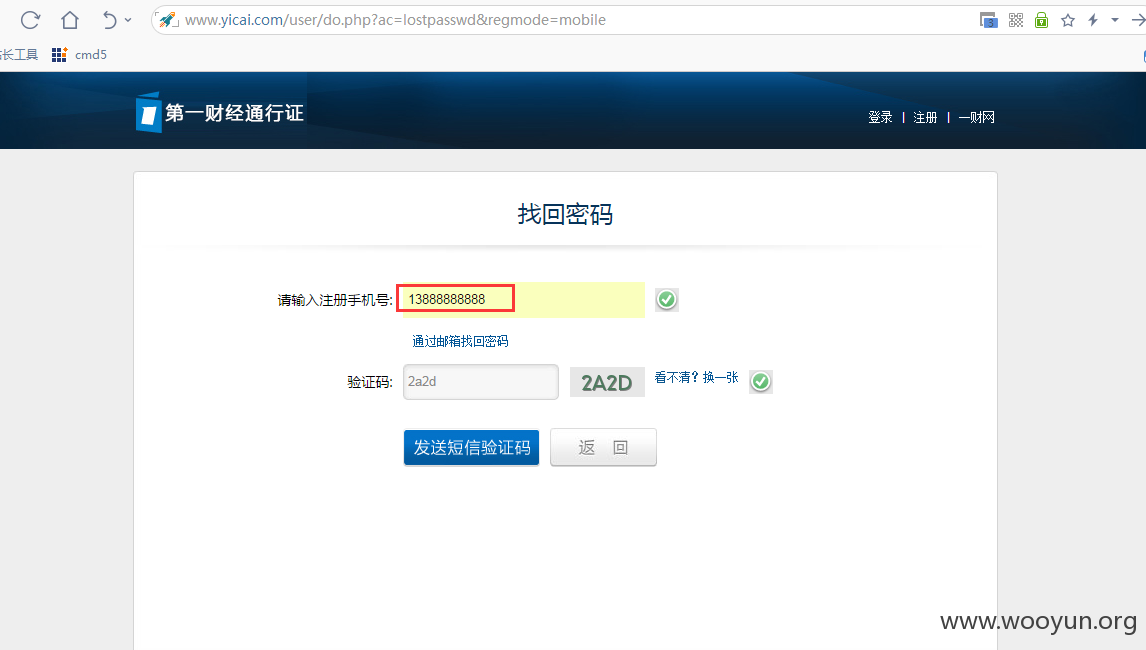 www.yicai.com/user/do.php?ac=lostpasswd&regmode=mobile
3
长工具 cmd5
第一财经通行证
登录 | 注册 | 一财网
找回密码
请输入注册手机号: 13888888888
通过邮箱找回密码
验证码: 2a2d 2A2D 看不清？换一张
发送短信验证码 返 回
www.wooyun.org